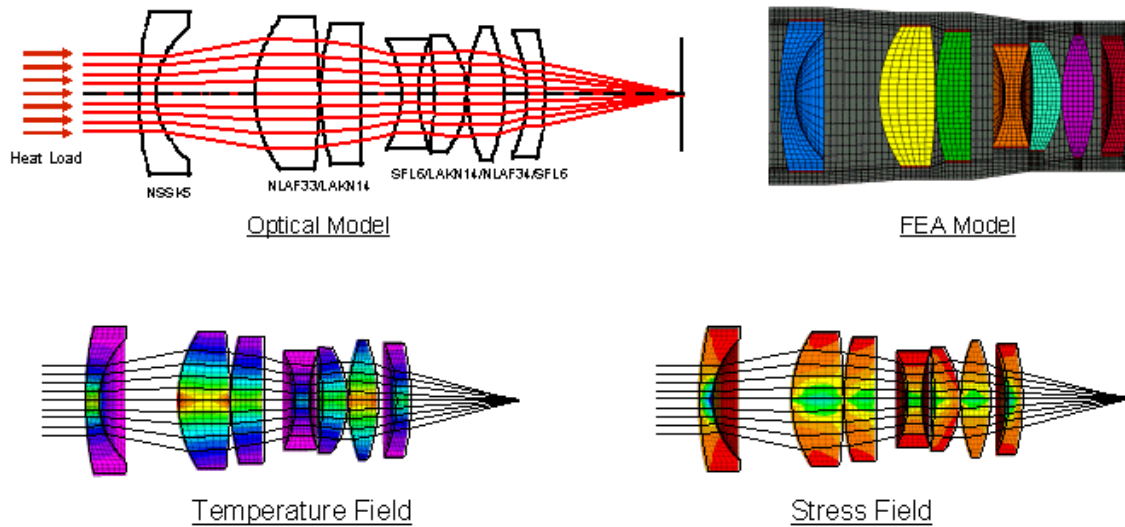 Heat Load
NSSK5
NLAF33/LAKN14
SFL6/LAKN14/NLAF34/SFL6
Optical Model
FEA Model
Temperature Field
Stress Field